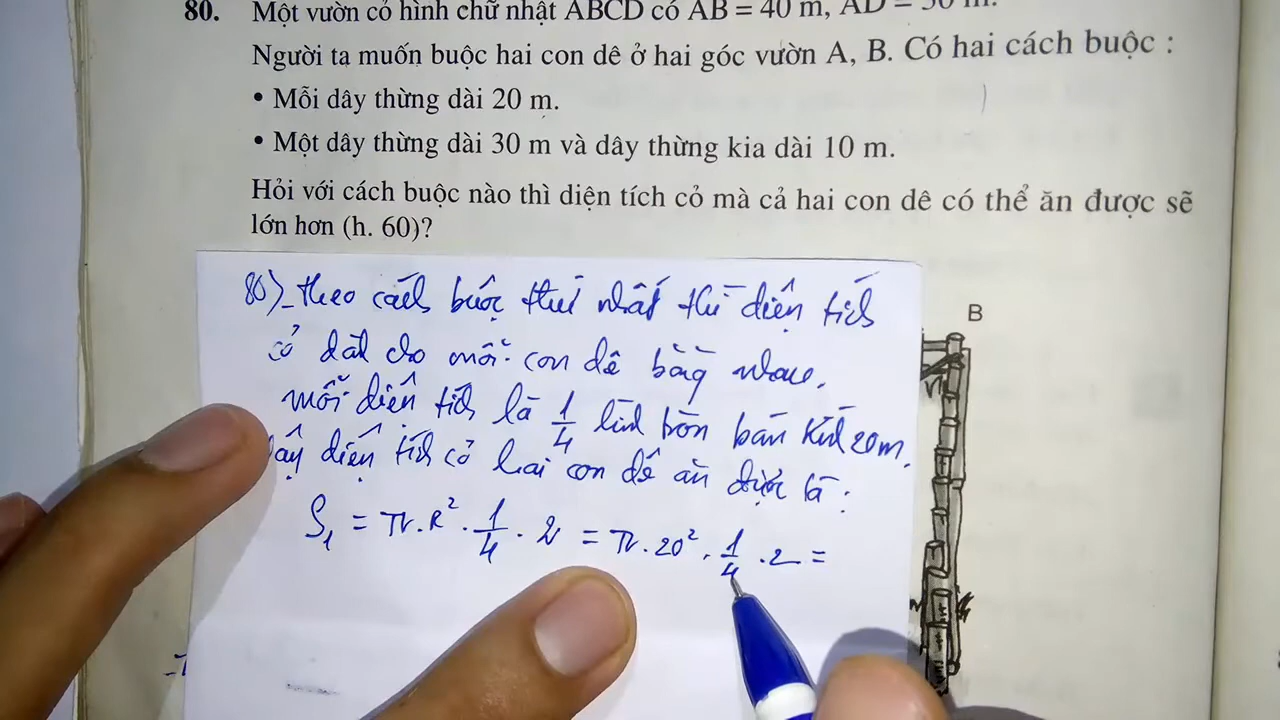 80. Một vườn cỏ hình chữ nhật ABCD có AB = 40 m, AD = 30 m.
Người ta muốn buộc hai con dê ở hai góc vườn A, B. Có hai cách buộc :
• Mỗi dây thừng dài 20 m.
• Một dây thừng dài 30 m và dây thừng kia dài 10 m.
Hỏi với cách buộc nào thì diện tích cỏ mà cả hai con dê có thể ăn được sẽ
lớn hơn (h. 60)?
80) - theo cách buộc thứ nhất thì diện tích
cỏ dành cho mỗi con dê bằng nhau.
mỗi diện tích là 1/4 hình tròn bán kính 20m.
Vậy diện tích cỏ hai con dê ăn được là :
S₁ = π.R² . 1/4 . 2 = π . 20² . 1/4 . 2 =
B